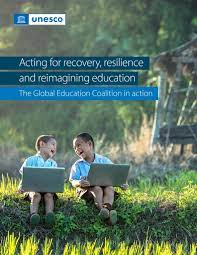 unesco
Acting for recovery, resilience
and reimagining education
The Global Education Coalition in action